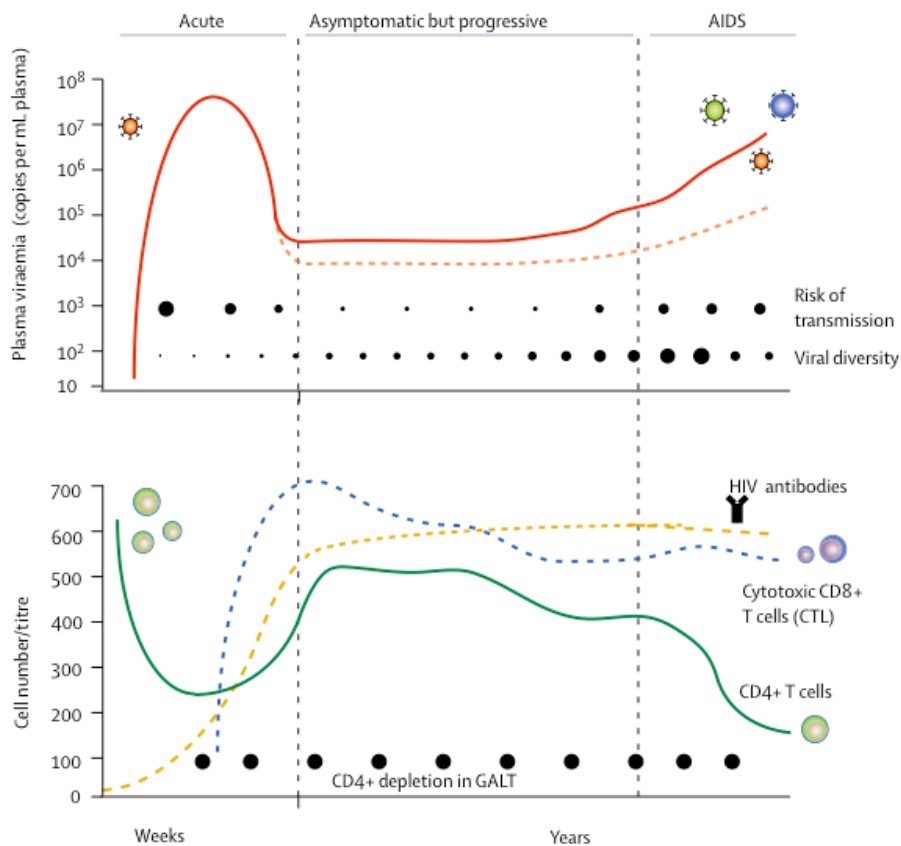 Acute
Asymptomatic but progressive
AIDS
Plasma viraemia (copies per mL plasma)
10⁸
10⁷
10⁶
10⁵
10⁴
10³
10²
10
Risk of
transmission
Viral diversity
Cell number/titre
700
600
500
400
300
200
100
0
HIV antibodies
Cytotoxic CD8+
T cells (CTL)
CD4+ T cells
CD4+ depletion in GALT
Weeks
Years